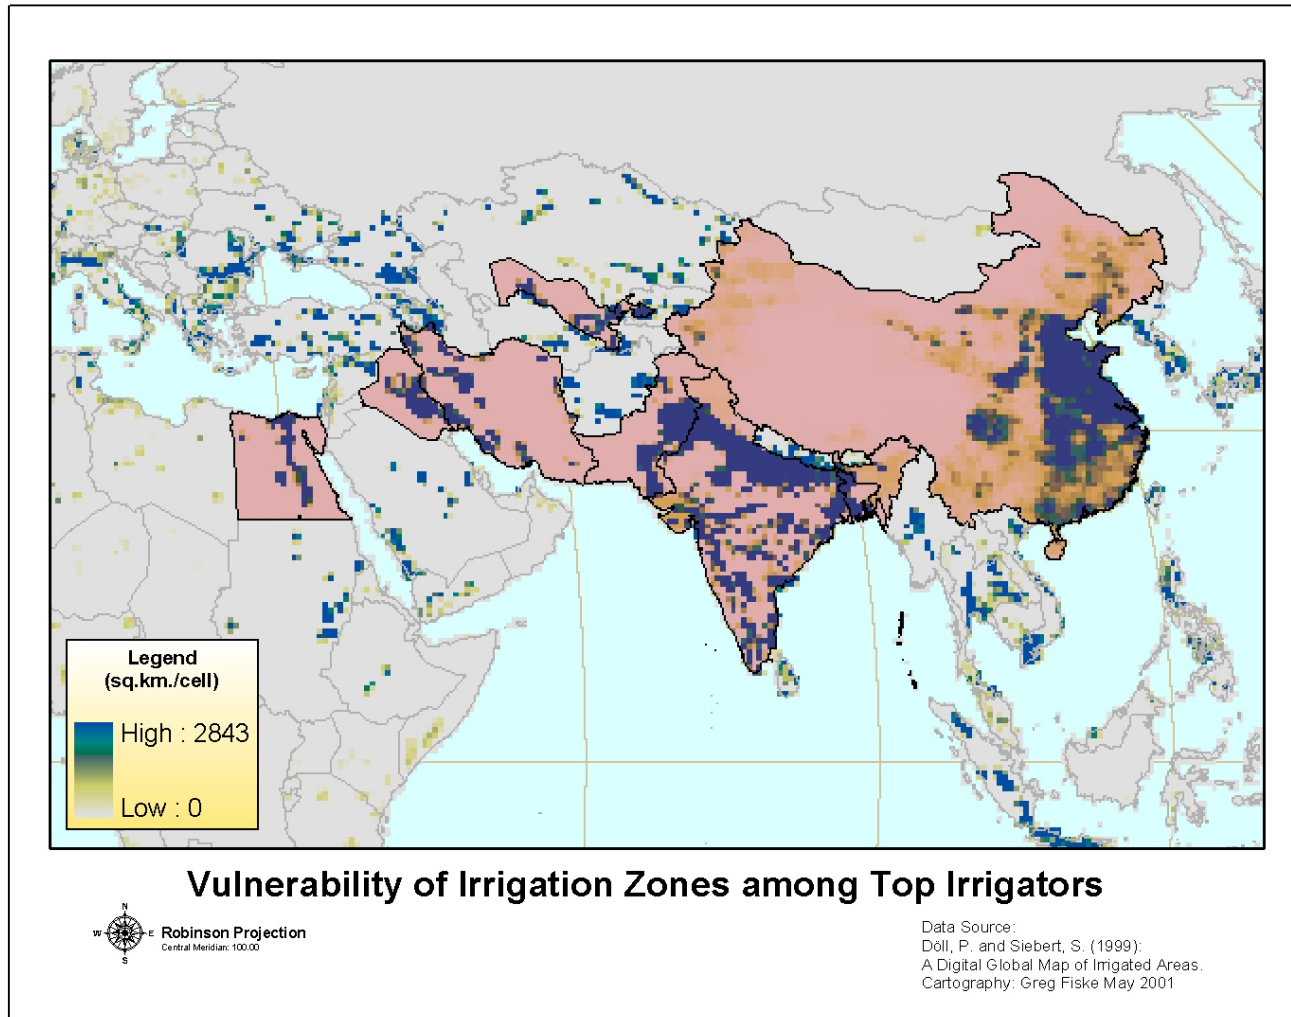 Legend
(sq.km./cell)
High : 2843
Low : 0
Vulnerability of Irrigation Zones among Top Irrigators
N
W E
S
Robinson Projection
Central Meridian: 100.00
Data Source:
Döll, P. and Siebert, S. (1999):
A Digital Global Map of Irrigated Areas.
Cartography: Greg Fiske May 2001